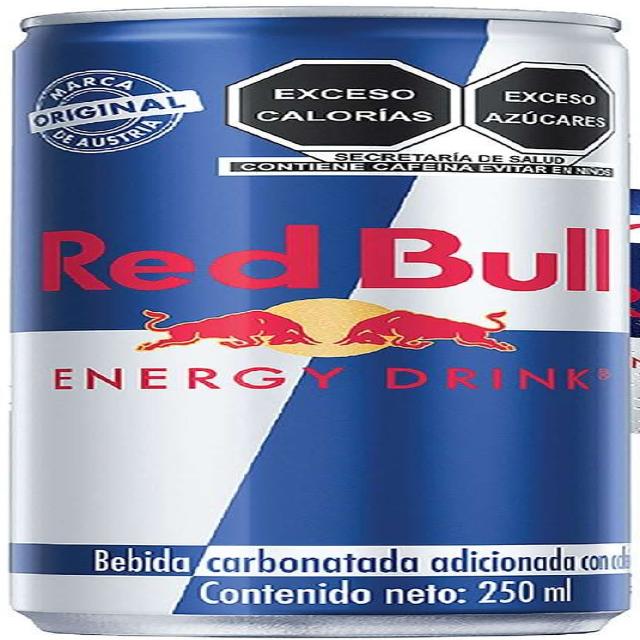 MARCA
ORIGINAL
DE AUSTRIA
EXCESO
CALORÍAS
EXCESO
AZÚCARES
SECRETARÍA DE SALUD
CONTIENE CAFEÍNA EVITAR EN NIÑOS
Red Bull
ENERGY DRINK®
Bebida carbonatada adicionada con
Contenido neto: 250 ml